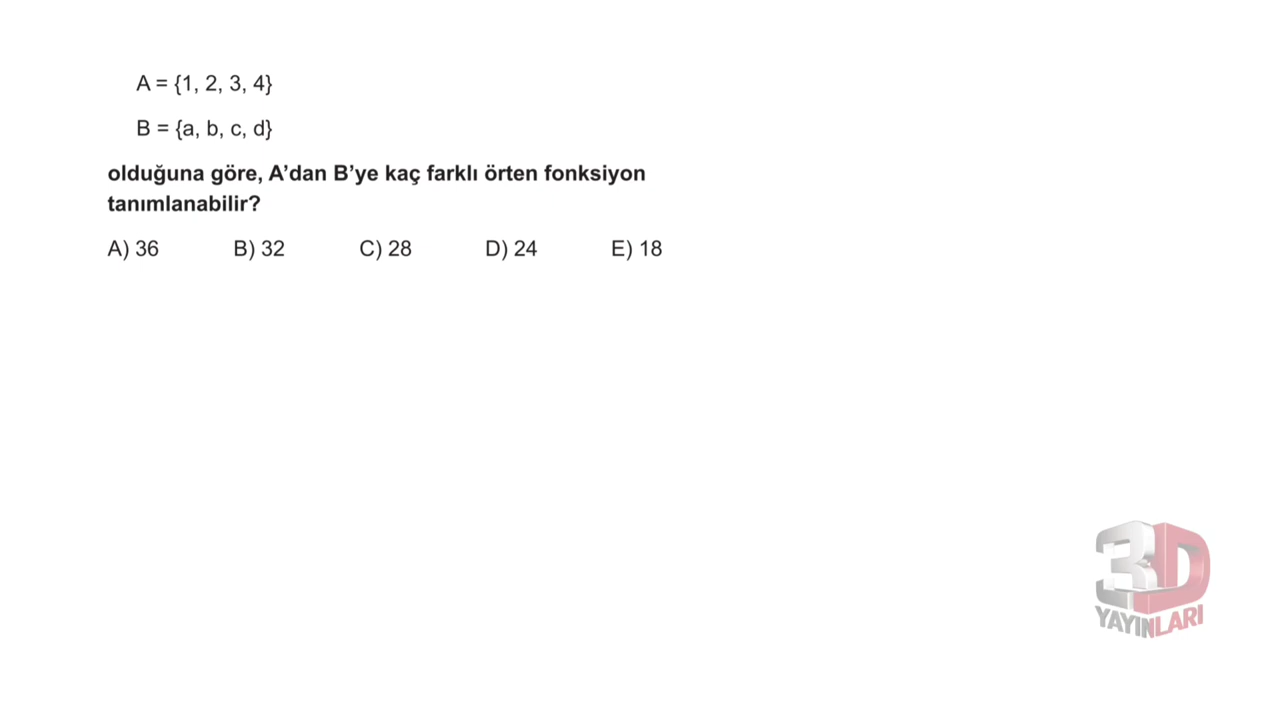 A = {1, 2, 3, 4}
B = {a, b, c, d}
olduğuna göre, A’dan B’ye kaç farklı örten fonksiyon
tanımlanabilir?
A) 36 B) 32 C) 28 D) 24 E) 18
3D
YAYINLARI